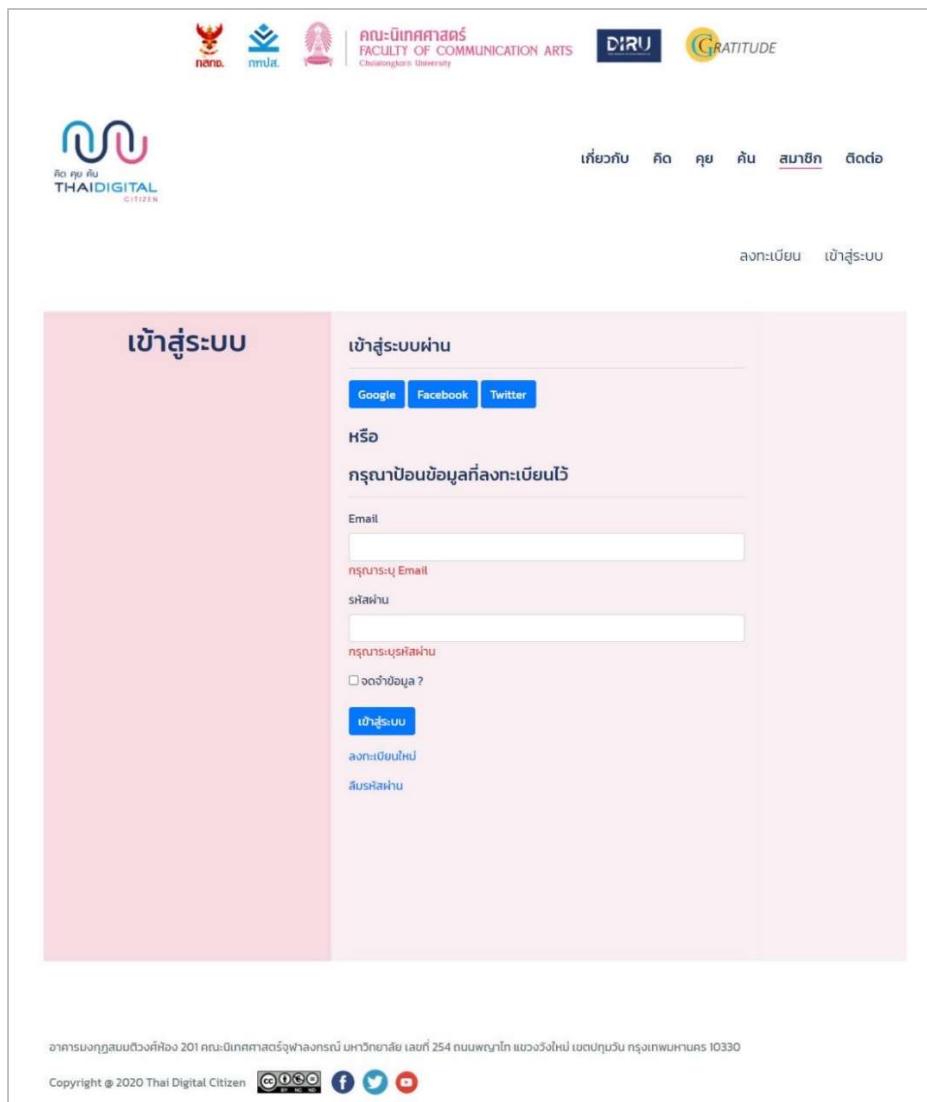 กสทช.
กทปส.
คณะนิเทศศาสตร์
FACULTY OF COMMUNICATION ARTS
Chulalongkorn University
DIRU
GRATITUDE
คิด คุย ค้น
THAIDIGITAL
CITIZEN
เกี่ยวกับ คิด คุย ค้น สมาชิก ติดต่อ
ลงทะเบียน เข้าสู่ระบบ
เข้าสู่ระบบ
เข้าสู่ระบบผ่าน
Google Facebook Twitter
หรือ
กรุณาป้อนข้อมูลที่ลงทะเบียนไว้
Email
กรุณาระบุ Email
รหัสผ่าน
กรุณาระบุรหัสผ่าน
จดจำข้อมูล ?
เข้าสู่ระบบ
ลงทะเบียนใหม่
ลืมรหัสผ่าน
อาคารมงกุฎสมมติวงศ์ห้อง 201 คณะนิเทศศาสตร์จุฬาลงกรณ์ มหาวิทยาลัย เลขที่ 254 ถนนพญาไท แขวงวังใหม่ เขตปทุมวัน กรุงเทพมหานคร 10330
Copyright @ 2020 Thai Digital Citizen
BY NC ND